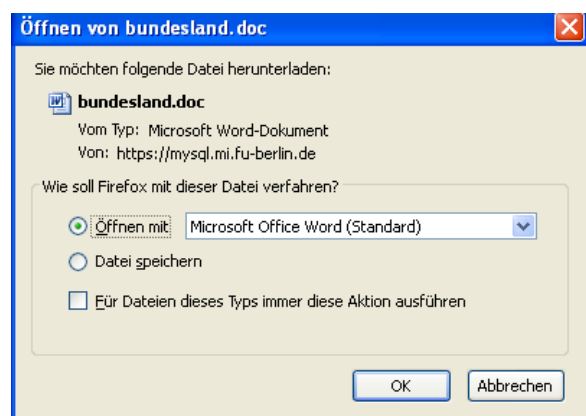 Öffnen von bundesland.doc
Sie möchten folgende Datei herunterladen:
bundesland.doc
Vom Typ: Microsoft Word-Dokument
Von: https://mysql.mi.fu-berlin.de
Wie soll Firefox mit dieser Datei verfahren?
Öffnen mit Microsoft Office Word (Standard)
Datei speichern
Für Dateien dieses Typs immer diese Aktion ausführen
OK Abbrechen